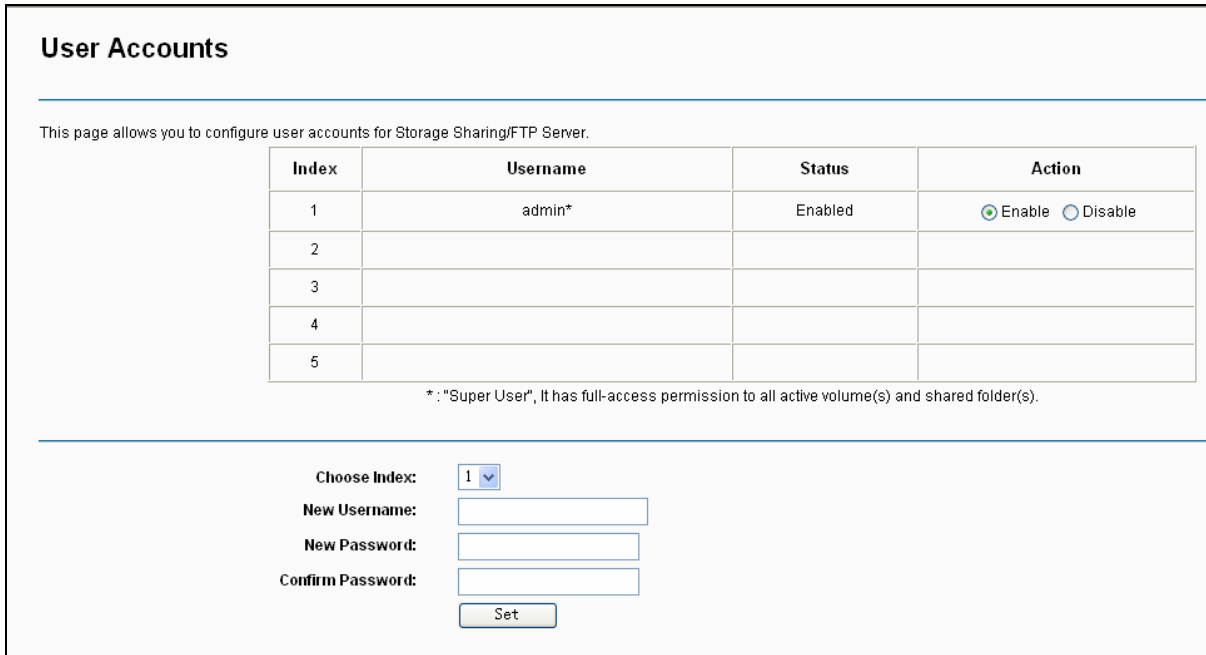 User Accounts
This page allows you to configure user accounts for Storage Sharing/FTP Server.
Index Username Status Action
1 admin* Enabled Enable Disable
2
3
4
5
* : "Super User", It has full-access permission to all active volume(s) and shared folder(s).
Choose Index: 1
New Username:
New Password:
Confirm Password:
Set